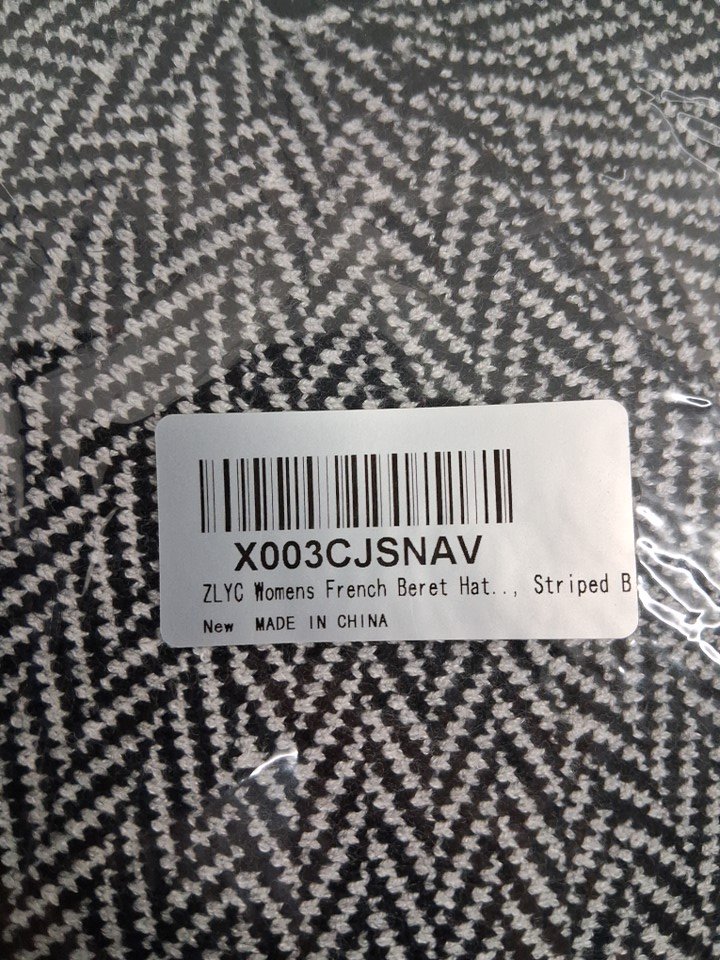 X003CJSNAV
ZLYC Womens French Beret Hat.., Striped B
New MADE IN CHINA